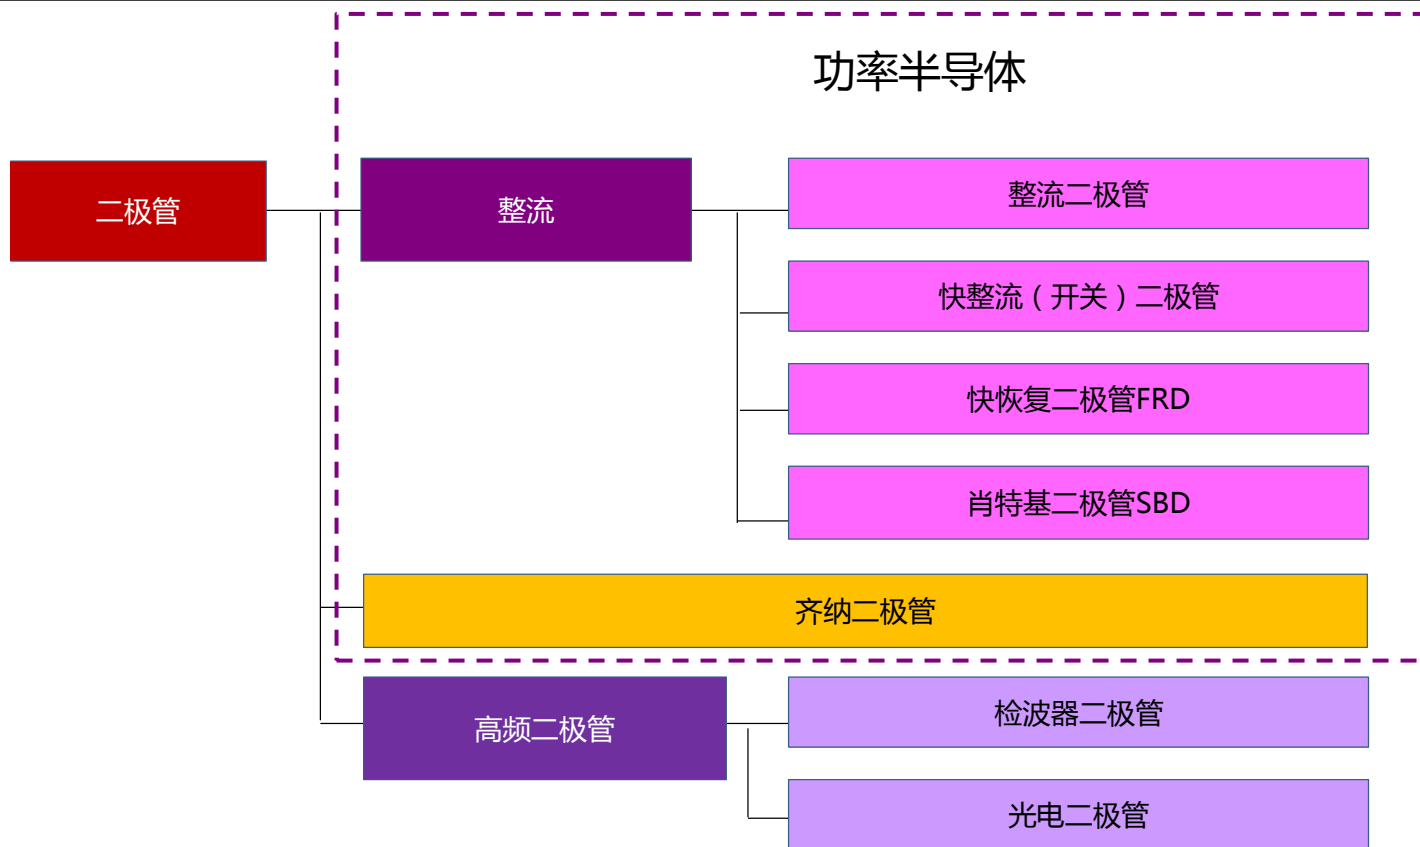 功率半导体
二极管
整流
整流二极管
快整流（开关）二极管
快恢复二极管FRD
肖特基二极管SBD
齐纳二极管
高频二极管
检波器二极管
光电二极管